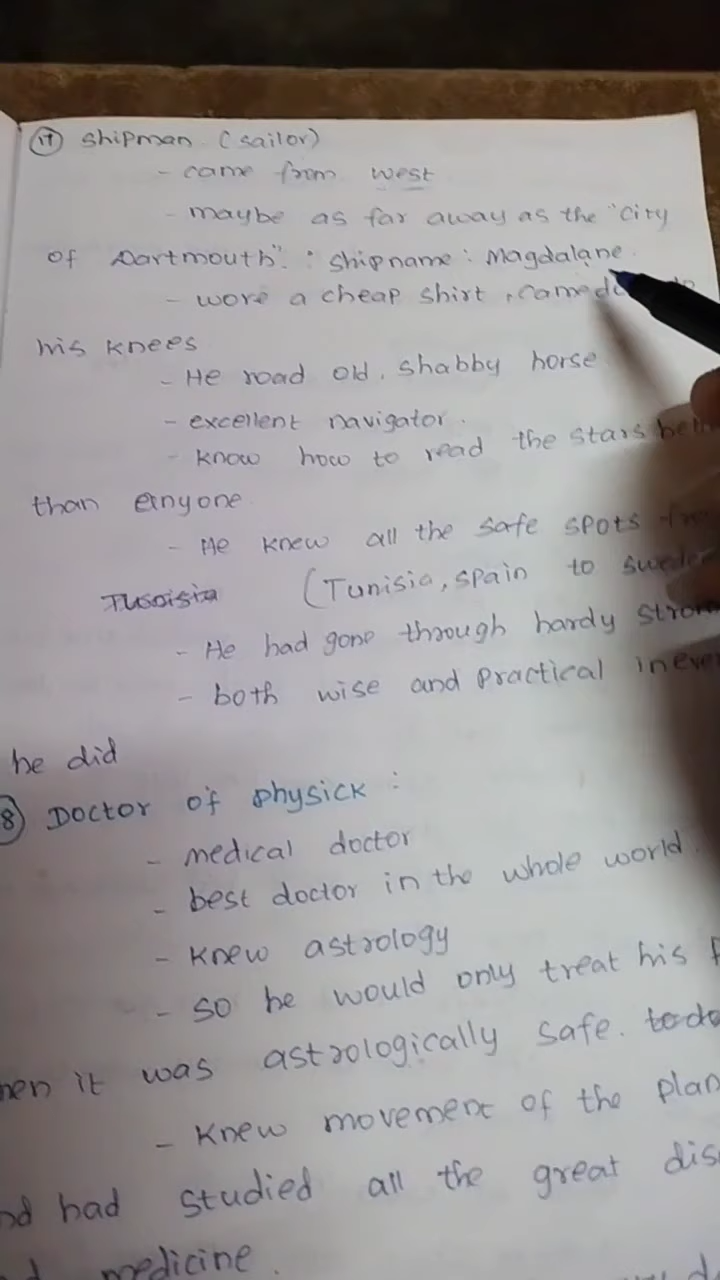 17 Shipman (sailor)
- came from west
- maybe as far away as the "city
of Dartmouth". : Shipname : Magdalane.
- wore a cheap shirt, came
his knees
- He road old, shabby horse
- excellent navigator.
- know how to read the stars
than anyone
- He knew all the safe spots
(Tunisia, spain to
- He had gone through hardy
- both wise and practical in
he did
8 Doctor of physick :
- medical doctor
- best doctor in the whole world.
- knew astrology
- so he would only treat his
it was astrologically safe.
- knew movement of the
had studied all the great
medicine